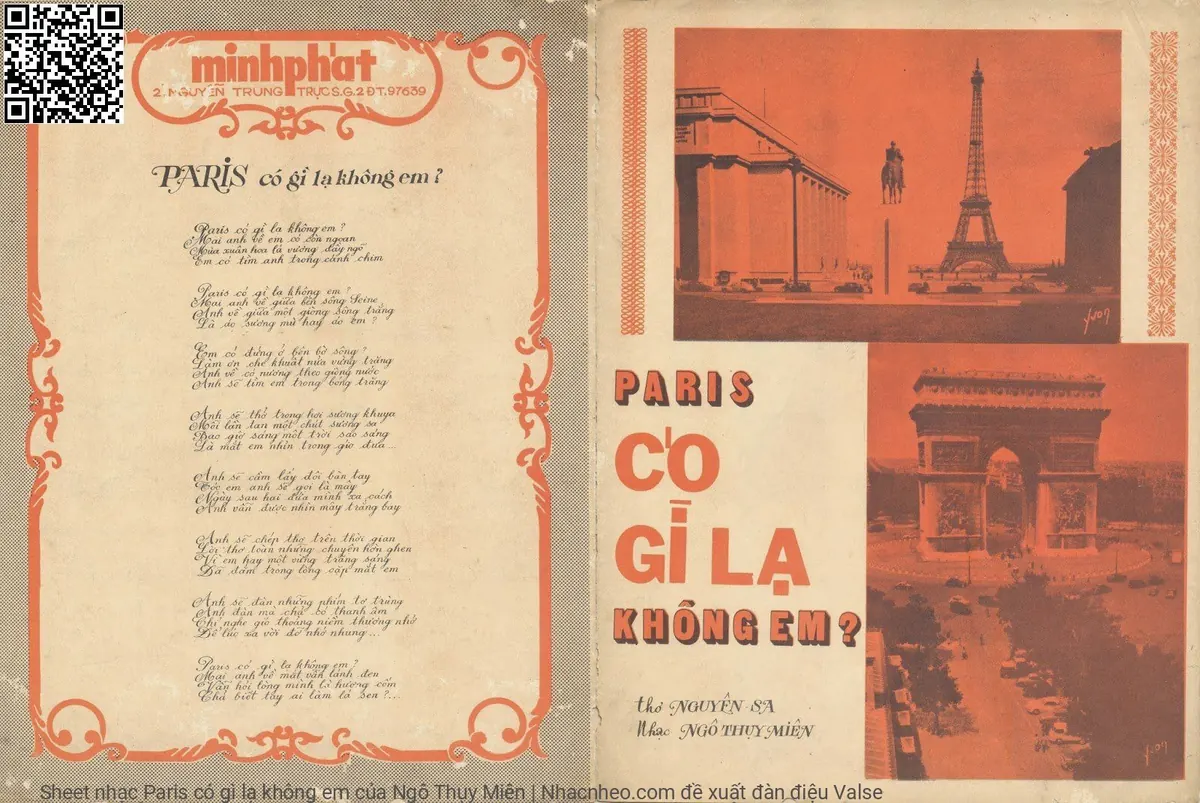 minhphát
2, NGUYỄN TRUNG TRỰC S.G.2 ĐT.97639
PARIS có gì lạ không em?
Paris có gì lạ không em?
Mai anh về em có còn ngoan
Mùa xuân hoa lá vương đầy ngõ
Em có tìm anh trong cánh chim
Paris có gì lạ không em?
Mai anh về giữa bến sông Seine
Anh về giữa một giòng sông trắng
Là áo sương mù hay áo em?
Em có đứng ở bên bờ sông?
Làm ơn che khuất nửa vừng trăng
Anh về có nương theo giòng nước
Anh sẽ tìm em trong bóng trăng
Anh sẽ thở trong hơi sương khuya
Mỗi lần tan một chút sương sa
Bao giờ sáng một trời sao sáng
Là mắt em nhìn trong gió đưa...
Anh sẽ cầm lấy đôi bàn tay
Tóc em anh sẽ gọi là mây
Ngày sau hai đứa mình xa cách
Anh vẫn được nhìn mây trắng bay
Anh sẽ chép thơ trên thời gian
Lời thơ toàn những chuyện hờn ghen
Vì em hay một vừng trăng sáng
Đã đắm trong lòng cặp mắt em
Anh sẽ đàn những phím tơ trùng
Anh đàn mà chả có thanh âm
Chỉ nghe gió thoảng niềm thương nhớ
Để lúc xa vời đỡ nhớ nhung...
Paris có gì lạ không em?
Mai anh về mắt vẫn lánh đen
Vẫn hỏi lòng mình là hương cốm
Chả biết tay ai làm lá sen?...
yvon
PARIS
CÓ
GÌ LẠ
KHÔNG EM?
yvon
thơ NGUYÊN SA
Nhạc NGÔ THỤY MIÊN
Sheet nhạc Paris có gì lạ không em của Ngô Thụy Miên | Nhacnheo.com đề xuất đàn điệu Valse